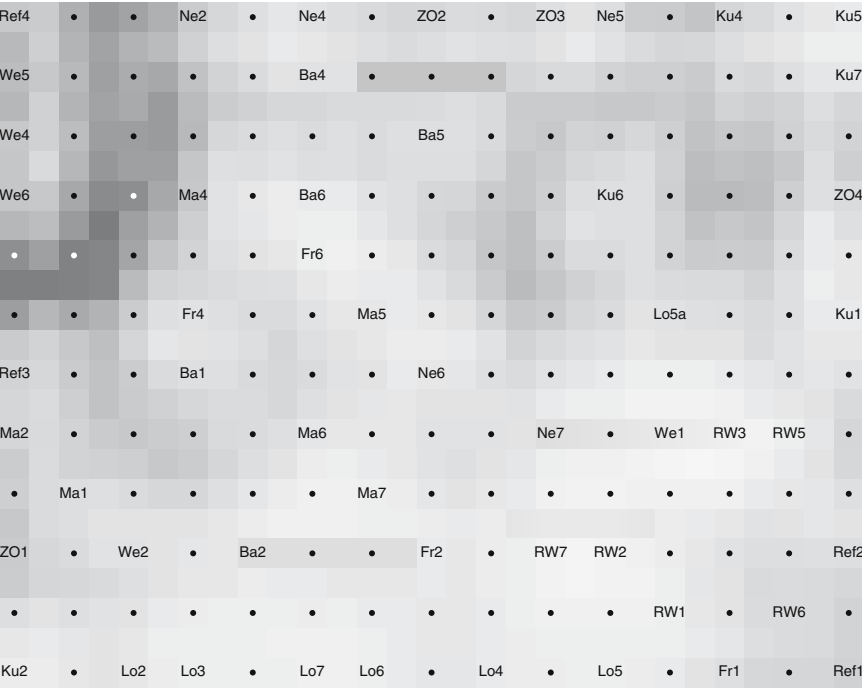 Ref4 Ne2 Ne4 ZO2 ZO3 Ne5 Ku4 Ku5
We5 Ba4 Ku7
We4 Ba5
We6 Ma4 Ba6 Ku6 ZO4
Fr6
Fr4 Ma5 Lo5a Ku1
Ref3 Ba1 Ne6
Ma2 Ma6 Ne7 We1 RW3 RW5
Ma1 Ma7
ZO1 We2 Ba2 Fr2 RW7 RW2 Ref2
RW1 RW6
Ku2 Lo2 Lo3 Lo7 Lo6 Lo4 Lo5 Fr1 Ref1